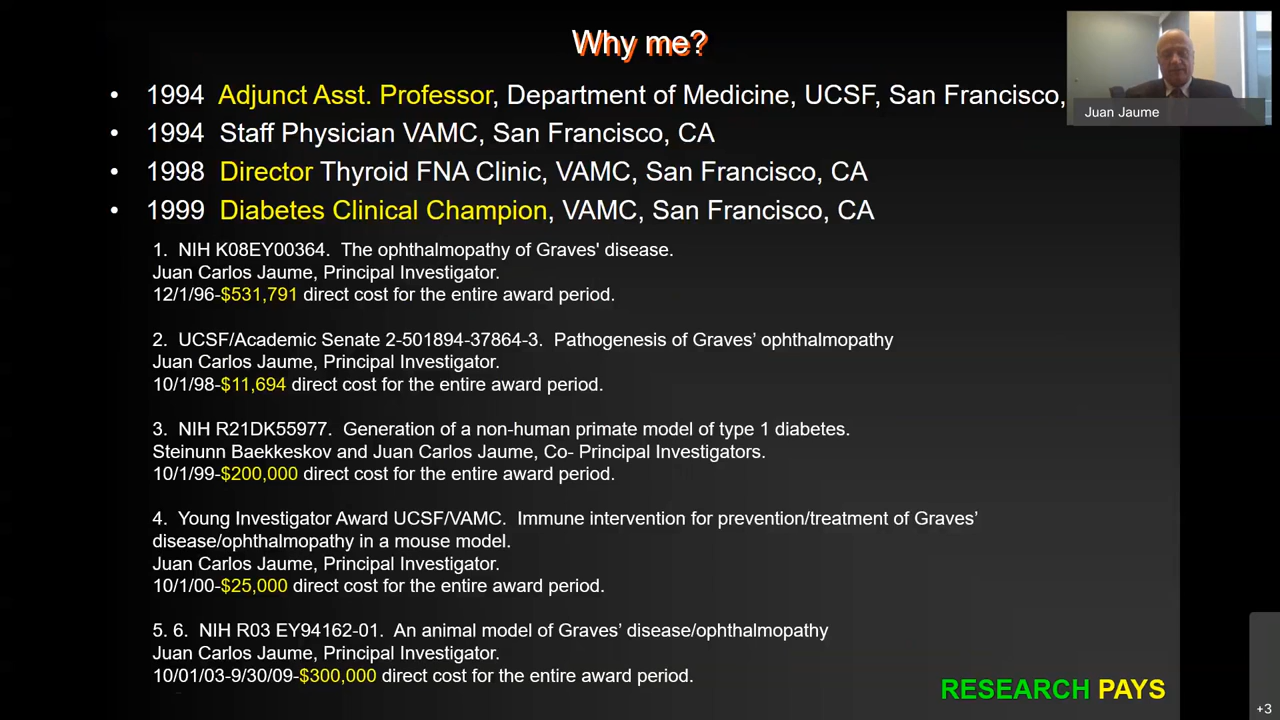 Why me?
• 1994 Adjunct Asst. Professor, Department of Medicine, UCSF, San Francisco,
• 1994 Staff Physician VAMC, San Francisco, CA
• 1998 Director Thyroid FNA Clinic, VAMC, San Francisco, CA
• 1999 Diabetes Clinical Champion, VAMC, San Francisco, CA
1. NIH K08EY00364. The ophthalmopathy of Graves' disease.
Juan Carlos Jaume, Principal Investigator.
12/1/96-$531,791 direct cost for the entire award period.
2. UCSF/Academic Senate 2-501894-37864-3. Pathogenesis of Graves’ ophthalmopathy
Juan Carlos Jaume, Principal Investigator.
10/1/98-$11,694 direct cost for the entire award period.
3. NIH R21DK55977. Generation of a non-human primate model of type 1 diabetes.
Steinunn Baekkeskov and Juan Carlos Jaume, Co- Principal Investigators.
10/1/99-$200,000 direct cost for the entire award period.
4. Young Investigator Award UCSF/VAMC. Immune intervention for prevention/treatment of Graves’
disease/ophthalmopathy in a mouse model.
Juan Carlos Jaume, Principal Investigator.
10/1/00-$25,000 direct cost for the entire award period.
5. 6. NIH R03 EY94162-01. An animal model of Graves’ disease/ophthalmopathy
Juan Carlos Jaume, Principal Investigator.
10/01/03-9/30/09-$300,000 direct cost for the entire award period.
RESEARCH PAYS
Juan Jaume
+3